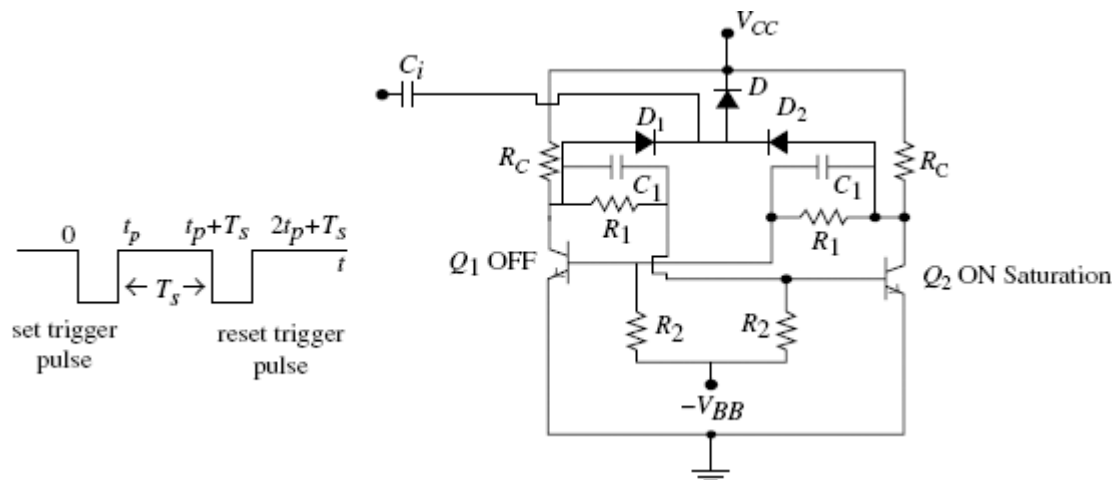 V_CC
C_i
D
D_1
D_2
R_C
C_1
C_1
R_C
R_1
R_1
0
t_p
t_p+T_s
2t_p+T_s
t
← T_s →
Q_1 OFF
Q_2 ON Saturation
set trigger
pulse
reset trigger
pulse
R_2
R_2
−V_BB